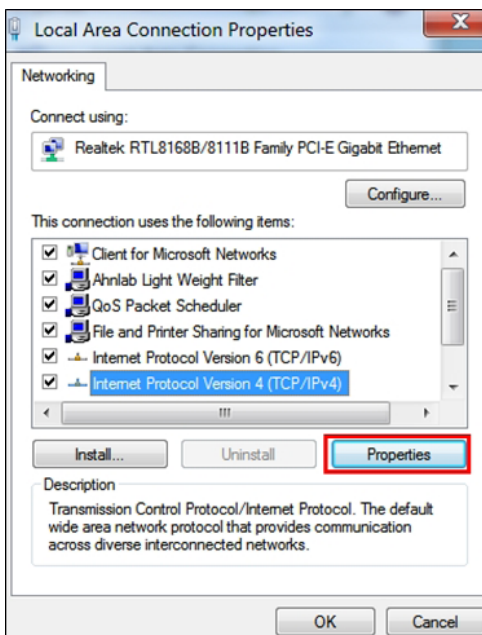 Local Area Connection Properties
Networking
Connect using:
Realtek RTL8168B/8111B Family PCI-E Gigabit Ethernet
Configure...
This connection uses the following items:
Client for Microsoft Networks
Ahnlab Light Weight Filter
QoS Packet Scheduler
File and Printer Sharing for Microsoft Networks
Internet Protocol Version 6 (TCP/IPv6)
Internet Protocol Version 4 (TCP/IPv4)
Install...
Uninstall
Properties
Description
Transmission Control Protocol/Internet Protocol. The default
wide area network protocol that provides communication
across diverse interconnected networks.
OK
Cancel